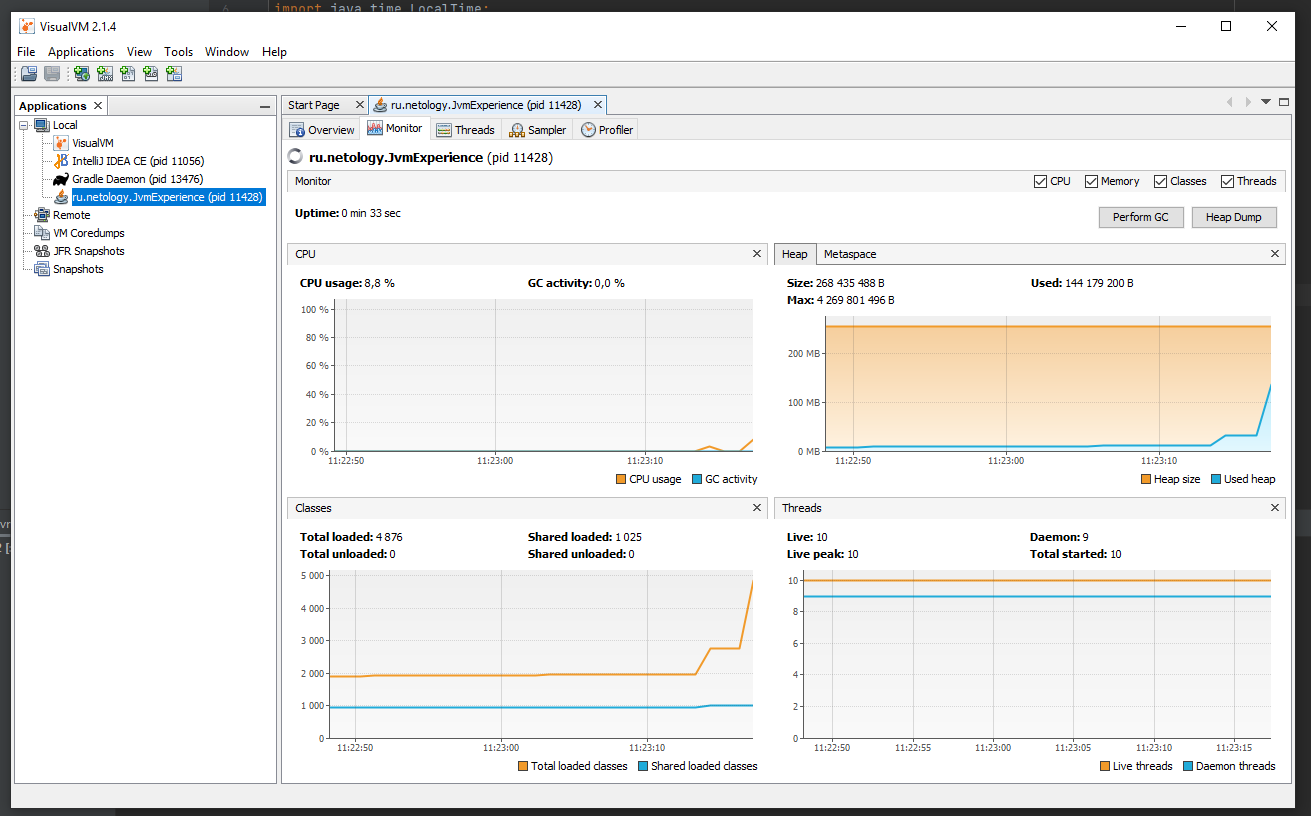 6 import java.time.LocalTime;
VisualVM 2.1.4
File Applications View Tools Window Help
Applications
Local
VisualVM
IntelliJ IDEA CE (pid 11056)
Gradle Daemon (pid 13476)
ru.netology.JvmExperience (pid 11428)
Remote
VM Coredumps
JFR Snapshots
Snapshots
Start Page ru.netology.JvmExperience (pid 11428)
Overview Monitor Threads Sampler Profiler
ru.netology.JvmExperience (pid 11428)
Monitor CPU Memory Classes Threads
Uptime: 0 min 33 sec Perform GC Heap Dump
CPU
CPU usage: 8,8 % GC activity: 0,0 %
100 %
80 %
60 %
40 %
20 %
0 %
11:22:50 11:23:00 11:23:10
CPU usage GC activity
Heap Metaspace
Size: 268 435 488 B Used: 144 179 200 B
Max: 4 269 801 496 B
200 MB
100 MB
0 MB
11:22:50 11:23:00 11:23:10
Heap size Used heap
Classes
Total loaded: 4 876 Shared loaded: 1 025
Total unloaded: 0 Shared unloaded: 0
5 000
4 000
3 000
2 000
1 000
0
11:22:50 11:23:00 11:23:10
Total loaded classes Shared loaded classes
Threads
Live: 10 Daemon: 9
Live peak: 10 Total started: 10
10
8
6
4
2
0
11:22:50 11:22:55 11:23:00 11:23:05 11:23:10 11:23:15
Live threads Daemon threads